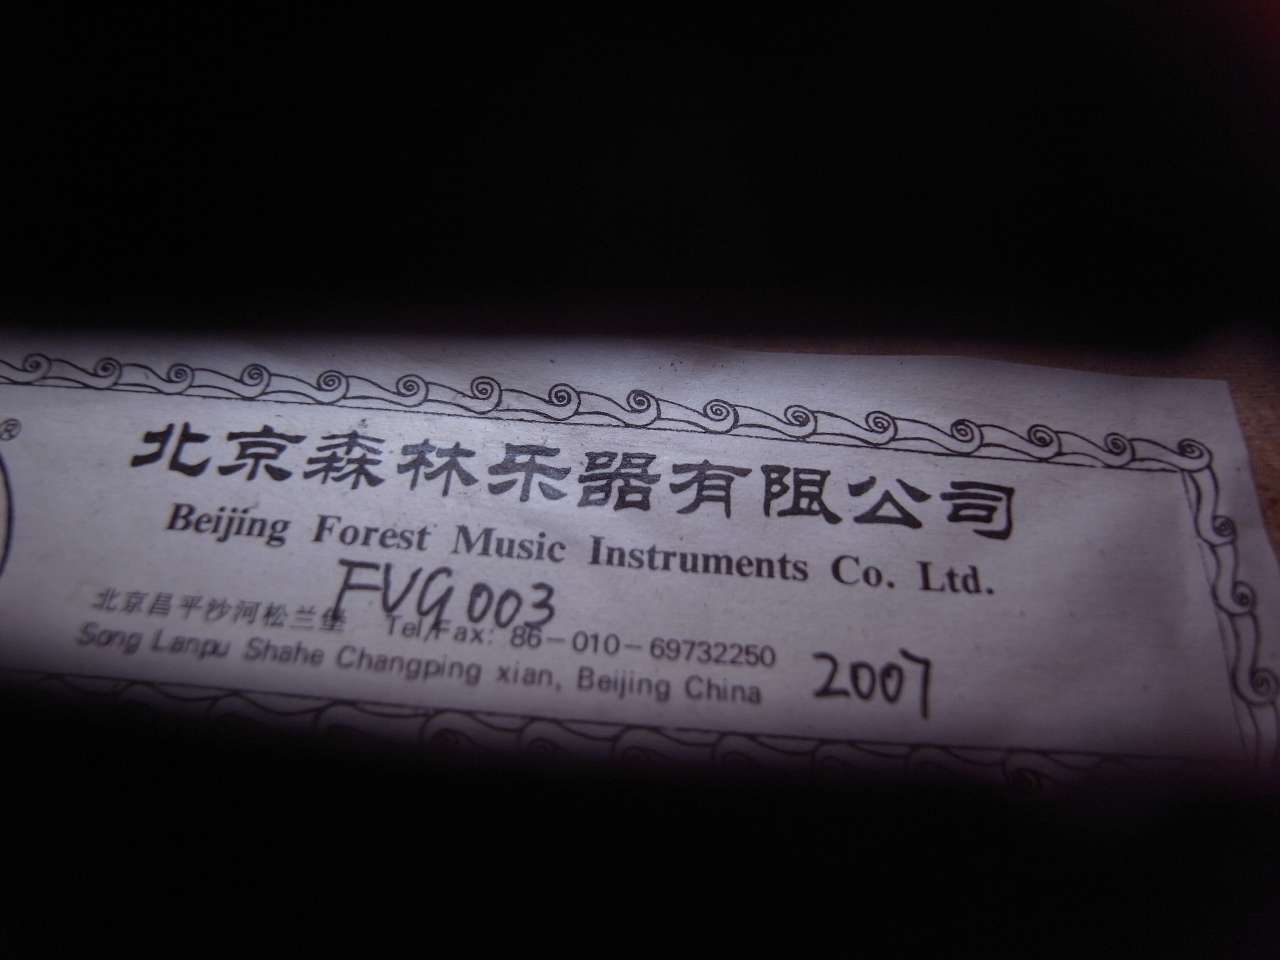 ®
北京森林乐器有限公司
Beijing Forest Music Instruments Co. Ltd.
FVG003
北京昌平沙河松兰堡 Tel/Fax: 86-010-69732250
Song Lanpu Shahe Changping xian, Beijing China
2007